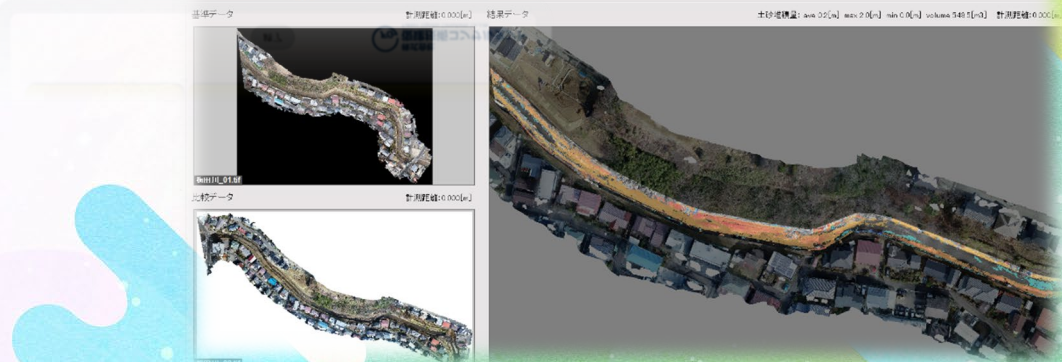 基準データ
計測距離:0.000[m]
結果データ
土砂堆積量: ave 0.2[m] max 2.0[m] min 0.0[m] volume 549.5[m3] 計測距離:0.000[m]
比較データ
計測距離:0.000[m]